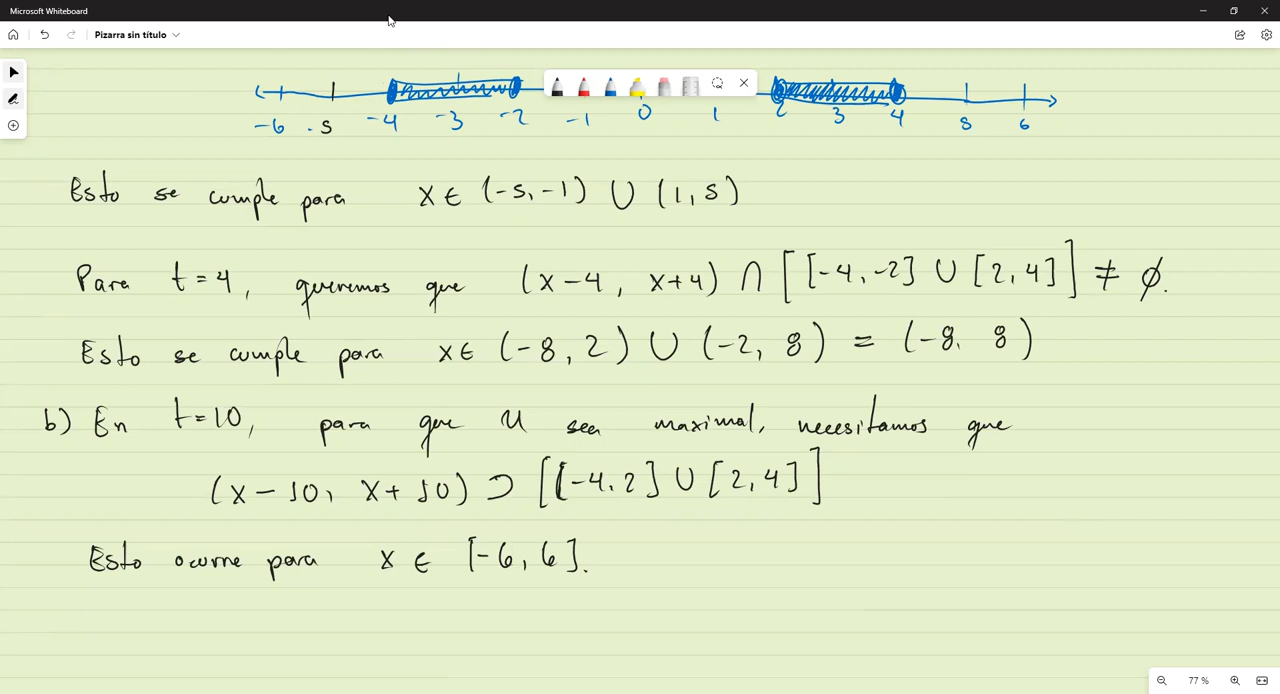 Microsoft Whiteboard
Pizarra sin título
-6 -5 -4 -3 -2 -1 0 1 2 3 4 5 6
Esto se cumple para x ∈ (-5, -1) ∪ (1, 5)
Para t = 4, queremos que (x-4, x+4) ∩ [[-4, -2] ∪ [2, 4]] ≠ ∅.
Esto se cumple para x ∈ (-8, 2) ∪ (-2, 8) = (-8, 8)
b) En t=10, para que u sea maximal, necesitamos que
(x-10, x+10) ⊃ [[-4, 2] ∪ [2, 4]]
Esto ocurre para x ∈ [-6, 6].
77 %